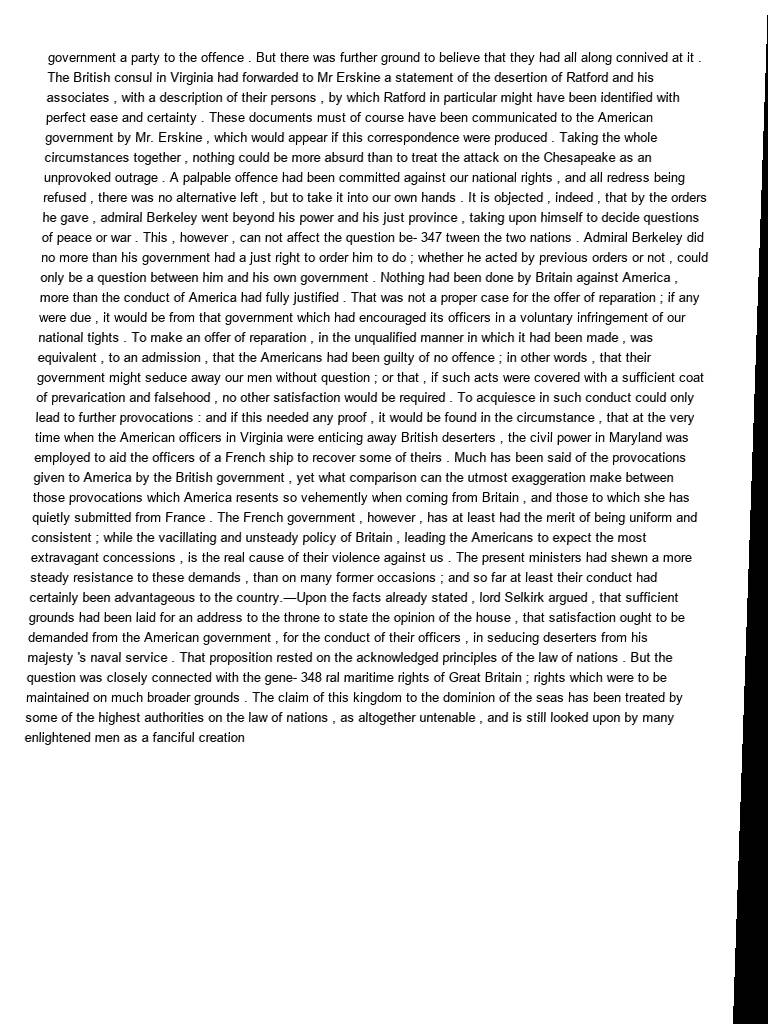 government a party to the offence . But there was further ground to believe that they had all along connived at it .
The British consul in Virginia had forwarded to Mr Erskine a statement of the desertion of Ratford and his
associates , with a description of their persons , by which Ratford in particular might have been identified with
perfect ease and certainty . These documents must of course have been communicated to the American
government by Mr. Erskine , which would appear if this correspondence were produced . Taking the whole
circumstances together , nothing could be more absurd than to treat the attack on the Chesapeake as an
unprovoked outrage . A palpable offence had been committed against our national rights , and all redress being
refused , there was no alternative left , but to take it into our own hands . It is objected , indeed , that by the orders
he gave , admiral Berkeley went beyond his power and his just province , taking upon himself to decide questions
of peace or war . This , however , can not affect the question be- 347 tween the two nations . Admiral Berkeley did
no more than his government had a just right to order him to do ; whether he acted by previous orders or not , could
only be a question between him and his own government . Nothing had been done by Britain against America ,
more than the conduct of America had fully justified . That was not a proper case for the offer of reparation ; if any
were due , it would be from that government which had encouraged its officers in a voluntary infringement of our
national tights . To make an offer of reparation , in the unqualified manner in which it had been made , was
equivalent , to an admission , that the Americans had been guilty of no offence ; in other words , that their
government might seduce away our men without question ; or that , if such acts were covered with a sufficient coat
of prevarication and falsehood , no other satisfaction would be required . To acquiesce in such conduct could only
lead to further provocations : and if this needed any proof , it would be found in the circumstance , that at the very
time when the American officers in Virginia were enticing away British deserters , the civil power in Maryland was
employed to aid the officers of a French ship to recover some of theirs . Much has been said of the provocations
given to America by the British government , yet what comparison can the utmost exaggeration make between
those provocations which America resents so vehemently when coming from Britain , and those to which she has
quietly submitted from France . The French government , however , has at least had the merit of being uniform and
consistent ; while the vacillating and unsteady policy of Britain , leading the Americans to expect the most
extravagant concessions , is the real cause of their violence against us . The present ministers had shewn a more
steady resistance to these demands , than on many former occasions ; and so far at least their conduct had
certainly been advantageous to the country.—Upon the facts already stated , lord Selkirk argued , that sufficient
grounds had been laid for an address to the throne to state the opinion of the house , that satisfaction ought to be
demanded from the American government , for the conduct of their officers , in seducing deserters from his
majesty 's naval service . That proposition rested on the acknowledged principles of the law of nations . But the
question was closely connected with the gene- 348 ral maritime rights of Great Britain ; rights which were to be
maintained on much broader grounds . The claim of this kingdom to the dominion of the seas has been treated by
some of the highest authorities on the law of nations , as altogether untenable , and is still looked upon by many
enlightened men as a fanciful creation